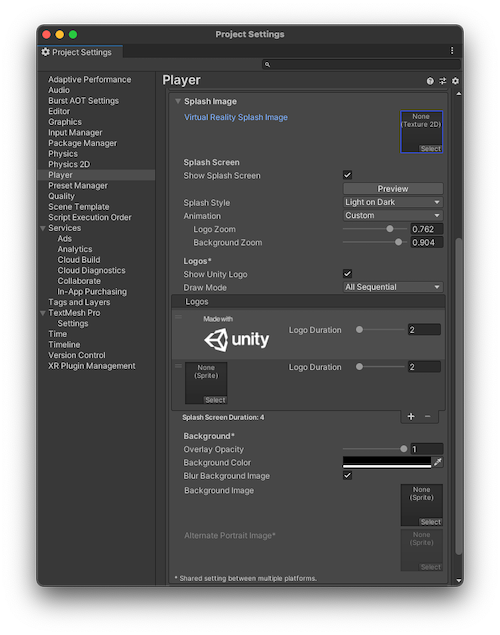 Project Settings
Project Settings
Adaptive Performance
Audio
Burst AOT Settings
Editor
Graphics
Input Manager
Package Manager
Physics
Physics 2D
Player
Preset Manager
Quality
Scene Template
Script Execution Order
Services
Ads
Analytics
Cloud Build
Cloud Diagnostics
Collaborate
In-App Purchasing
Tags and Layers
TextMesh Pro
Settings
Time
Timeline
Version Control
XR Plugin Management
Player
Splash Image
Virtual Reality Splash Image
None
(Texture 2D)
Select
Splash Screen
Show Splash Screen
Preview
Splash Style Light on Dark
Animation Custom
Logo Zoom 0.762
Background Zoom 0.904
Logos*
Show Unity Logo
Draw Mode All Sequential
Logos
Made with
unity
Logo Duration 2
None
(Sprite)
Select
Logo Duration 2
Splash Screen Duration: 4
Background*
Overlay Opacity 1
Background Color
Blur Background Image
Background Image
None
(Sprite)
Select
Alternate Portrait Image*
None
(Sprite)
Select
* Shared setting between multiple platforms.